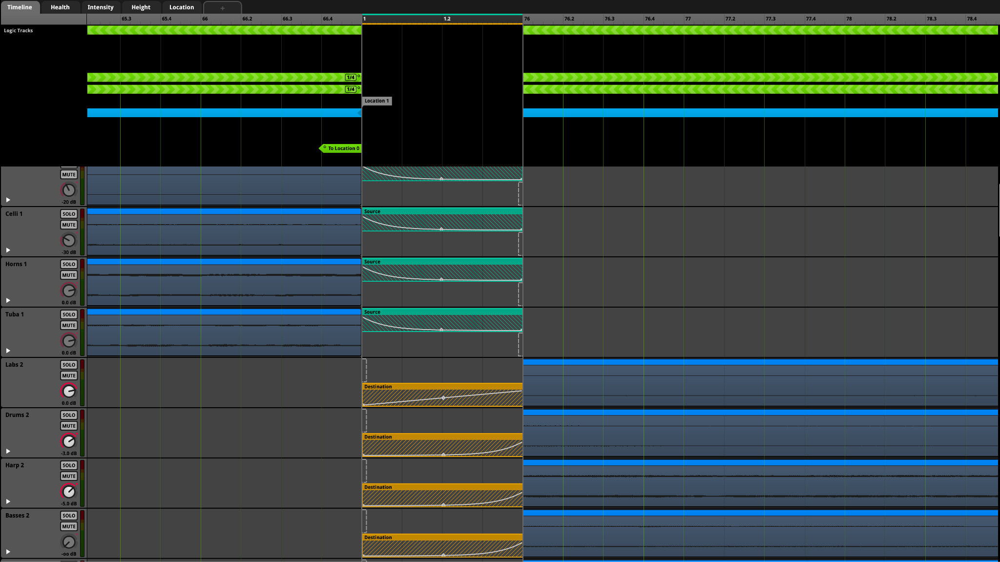 Timeline Health Intensity Height Location +
65.3 65.4 66 66.2 66.3 66.4 1 1.2 76 76.2 76.3 76.4 77 77.2 77.3 77.4 78 78.2 78.3 78.4
Logic Tracks
1/4
1/4
Location 1
To Location 0
MUTE
-20 dB
Celli 1 SOLO Source
MUTE
-30 dB
Horns 1 SOLO Source
MUTE
0.0 dB
Tuba 1 SOLO Source
MUTE
0.0 dB
Labs 2 SOLO
MUTE
Destination
0.0 dB
Drums 2 SOLO
MUTE
Destination
-3.0 dB
Harp 2 SOLO
MUTE
Destination
-5.0 dB
Basses 2 SOLO
MUTE
Destination
-oo dB